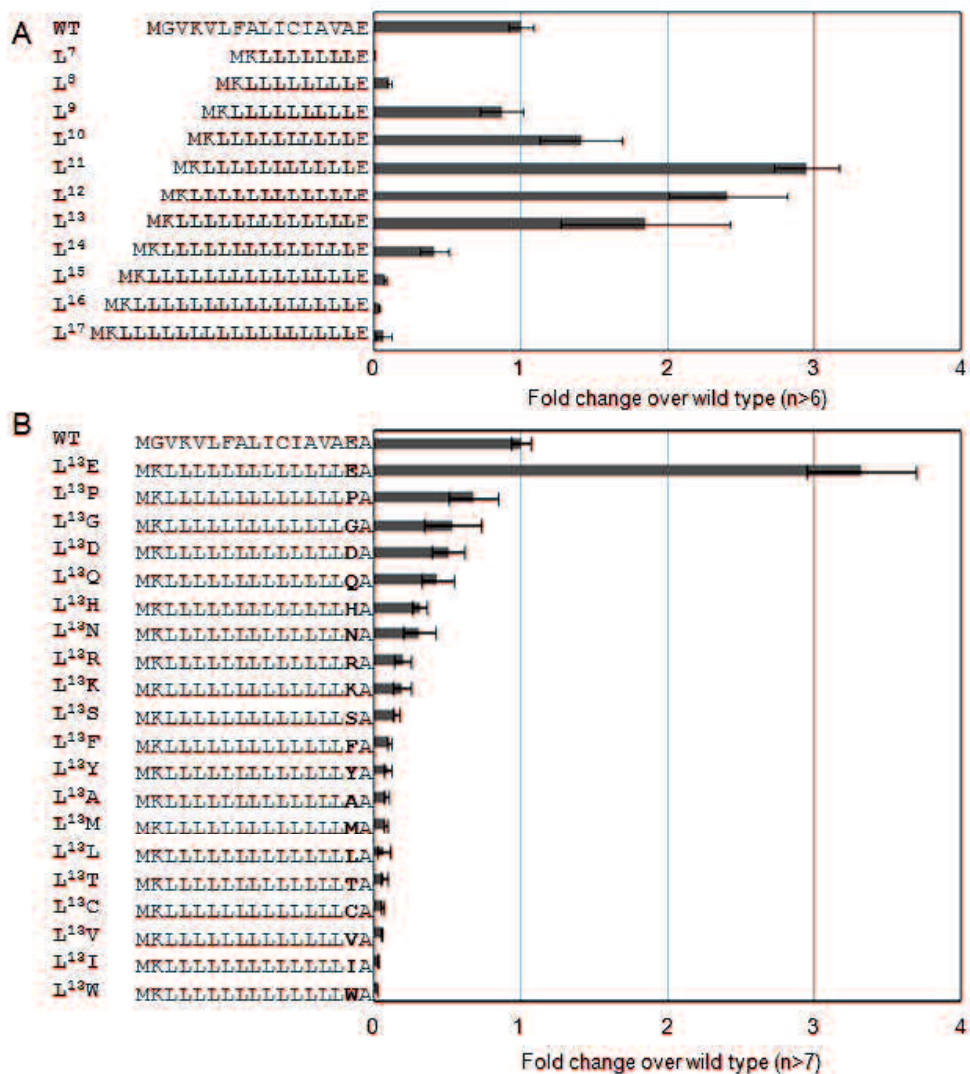 A
WT MGVKVLFALICIAVAE
L⁷ MKLLLLLLLE
L⁸ MKLLLLLLLLE
L⁹ MKLLLLLLLLLE
L¹⁰ MKLLLLLLLLLLE
L¹¹ MKLLLLLLLLLLLE
L¹² MKLLLLLLLLLLLLE
L¹³ MKLLLLLLLLLLLLLE
L¹⁴ MKLLLLLLLLLLLLLLE
L¹⁵ MKLLLLLLLLLLLLLLLE
L¹⁶ MKLLLLLLLLLLLLLLLLE
L¹⁷ MKLLLLLLLLLLLLLLLLLE
0 1 2 3 4
Fold change over wild type (n>6)
B
WT MGVKVLFALICIAVAEA
L¹³E MKLLLLLLLLLLLLLEA
L¹³P MKLLLLLLLLLLLLLPA
L¹³G MKLLLLLLLLLLLLLGA
L¹³D MKLLLLLLLLLLLLLDA
L¹³Q MKLLLLLLLLLLLLLQA
L¹³H MKLLLLLLLLLLLLLHA
L¹³N MKLLLLLLLLLLLLLNA
L¹³R MKLLLLLLLLLLLLLRA
L¹³K MKLLLLLLLLLLLLLKA
L¹³S MKLLLLLLLLLLLLLSA
L¹³F MKLLLLLLLLLLLLLFA
L¹³Y MKLLLLLLLLLLLLLYA
L¹³A MKLLLLLLLLLLLLLAA
L¹³M MKLLLLLLLLLLLLLMA
L¹³L MKLLLLLLLLLLLLLLA
L¹³T MKLLLLLLLLLLLLLTA
L¹³C MKLLLLLLLLLLLLLCA
L¹³V MKLLLLLLLLLLLLLVA
L¹³I MKLLLLLLLLLLLLLIA
L¹³W MKLLLLLLLLLLLLLWA
0 1 2 3 4
Fold change over wild type (n>7)